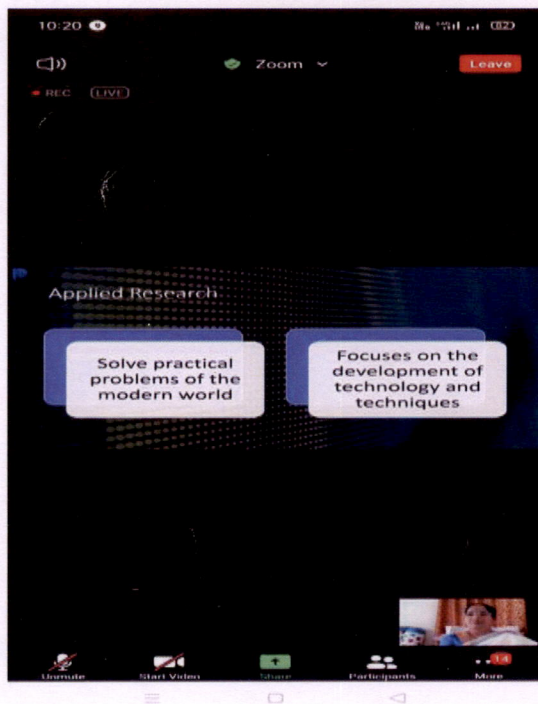 10:20
Zoom
Leave
REC LIVE
Applied Research
Solve practical
problems of the
modern world
Focuses on the
development of
technology and
techniques
14
Unmute Start Video Share Participants More